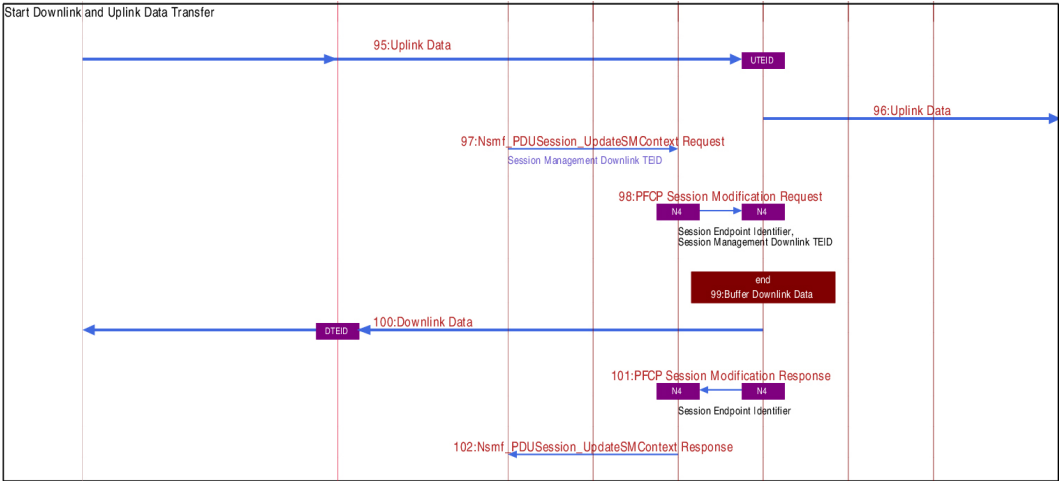 Start Downlink and Uplink Data Transfer
95:Uplink Data
UTEID
96:Uplink Data
97:Nsmf_PDUSession_UpdateSMContext Request
Session Management Downlink TEID
98:PFCP Session Modification Request
N4
N4
Session Endpoint Identifier,
Session Management Downlink TEID
end
99:Buffer Downlink Data
100:Downlink Data
DTEID
101:PFCP Session Modification Response
N4
N4
Session Endpoint Identifier
102:Nsmf_PDUSession_UpdateSMContext Response